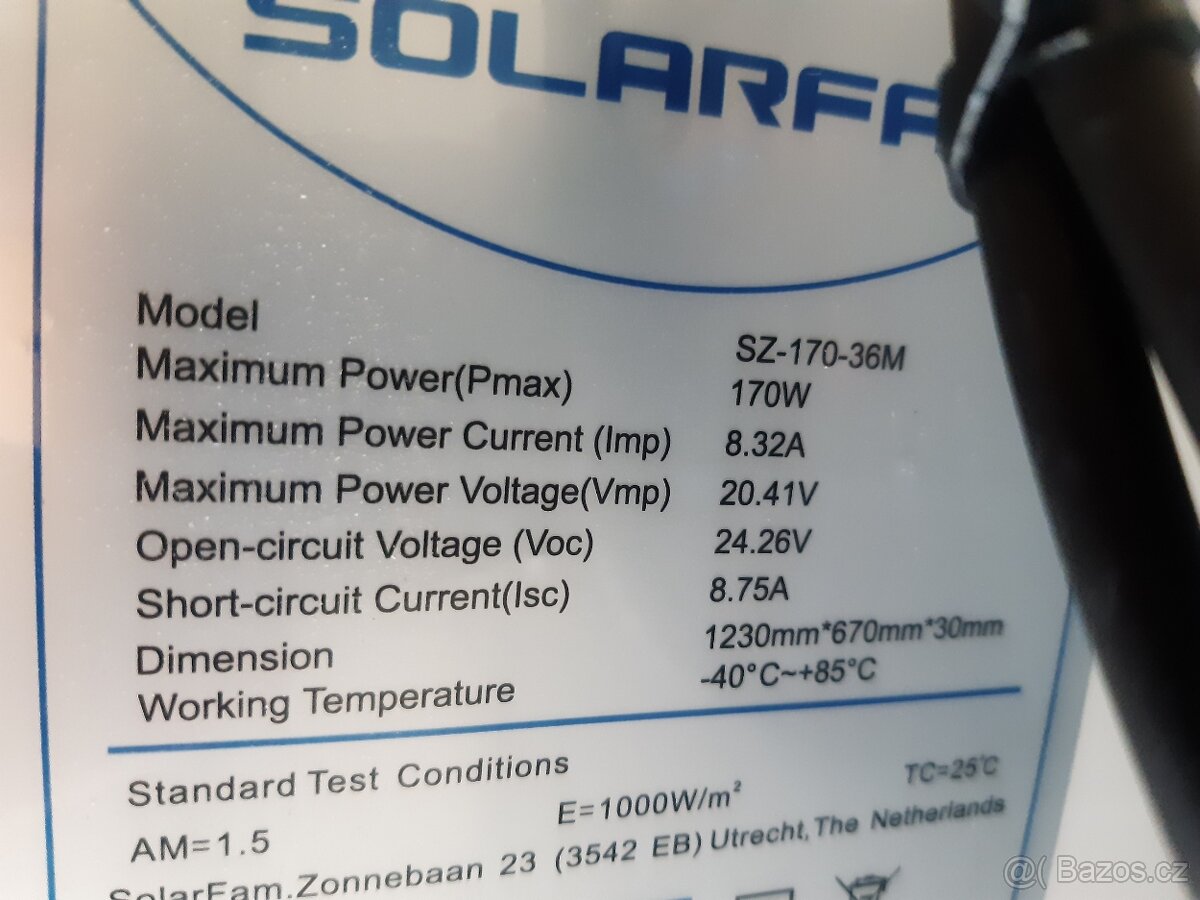 SOLARFA
Model SZ-170-36M
Maximum Power(Pmax) 170W
Maximum Power Current (Imp) 8.32A
Maximum Power Voltage(Vmp) 20.41V
Open-circuit Voltage (Voc) 24.26V
Short-circuit Current(Isc) 8.75A
Dimension 1230mm*670mm*30mm
Working Temperature -40°C~+85°C
Standard Test Conditions TC=25℃
AM=1.5 E=1000W/m²
SolarFam.Zonnebaan 23 (3542 EB) Utrecht,The Netherlands
@( Bazos.cz